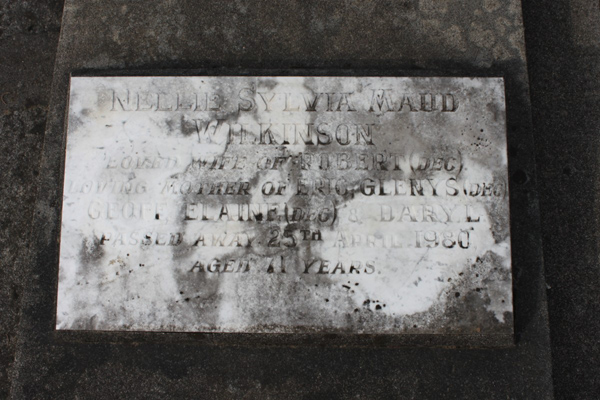 NELLIE SYLVIA MAUD
WILKINSON
LOVED WIFE OF ROBERT (DEC)
LOVING MOTHER OF ERIC, GLENYS (DEC)
GEOFF, ELAINE (DEC) & DARYL
PASSED AWAY 25TH APRIL 1980
AGED 71 YEARS.